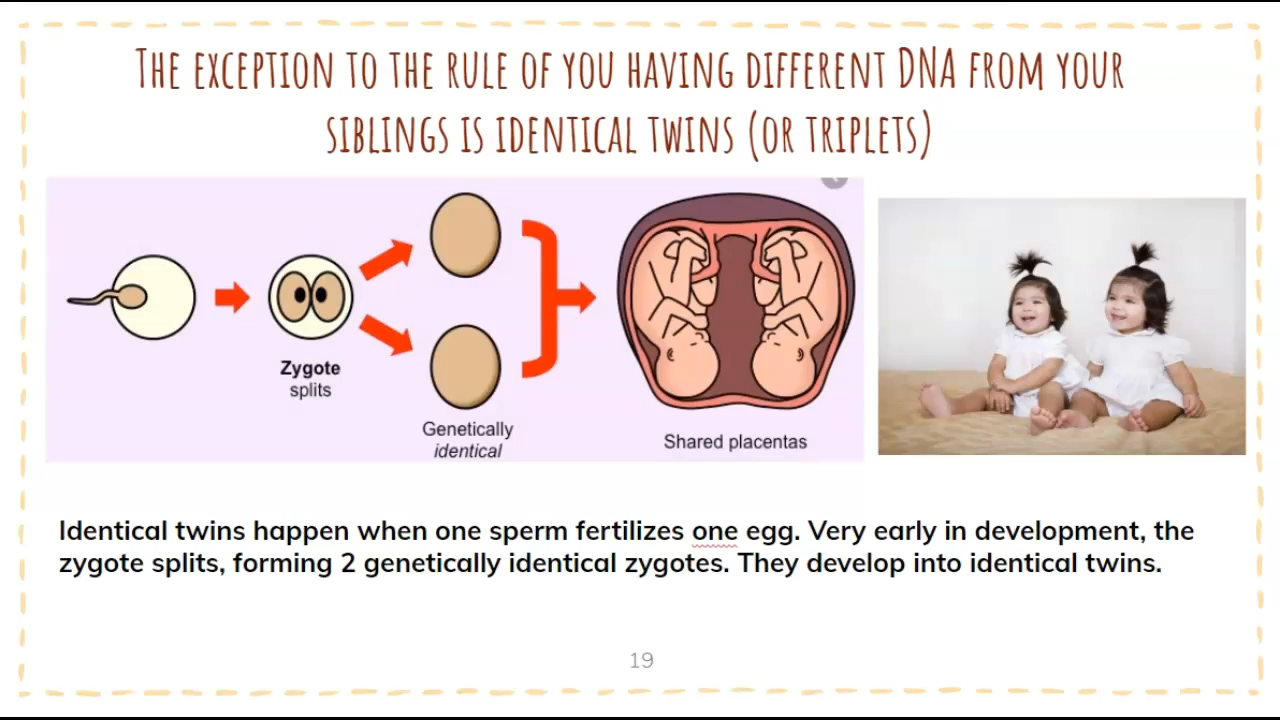 The exception to the rule of you having different DNA from your
siblings is identical twins (or triplets)
Zygote
splits
Genetically
identical
Shared placentas
Identical twins happen when one sperm fertilizes one egg. Very early in development, the
zygote splits, forming 2 genetically identical zygotes. They develop into identical twins.
19